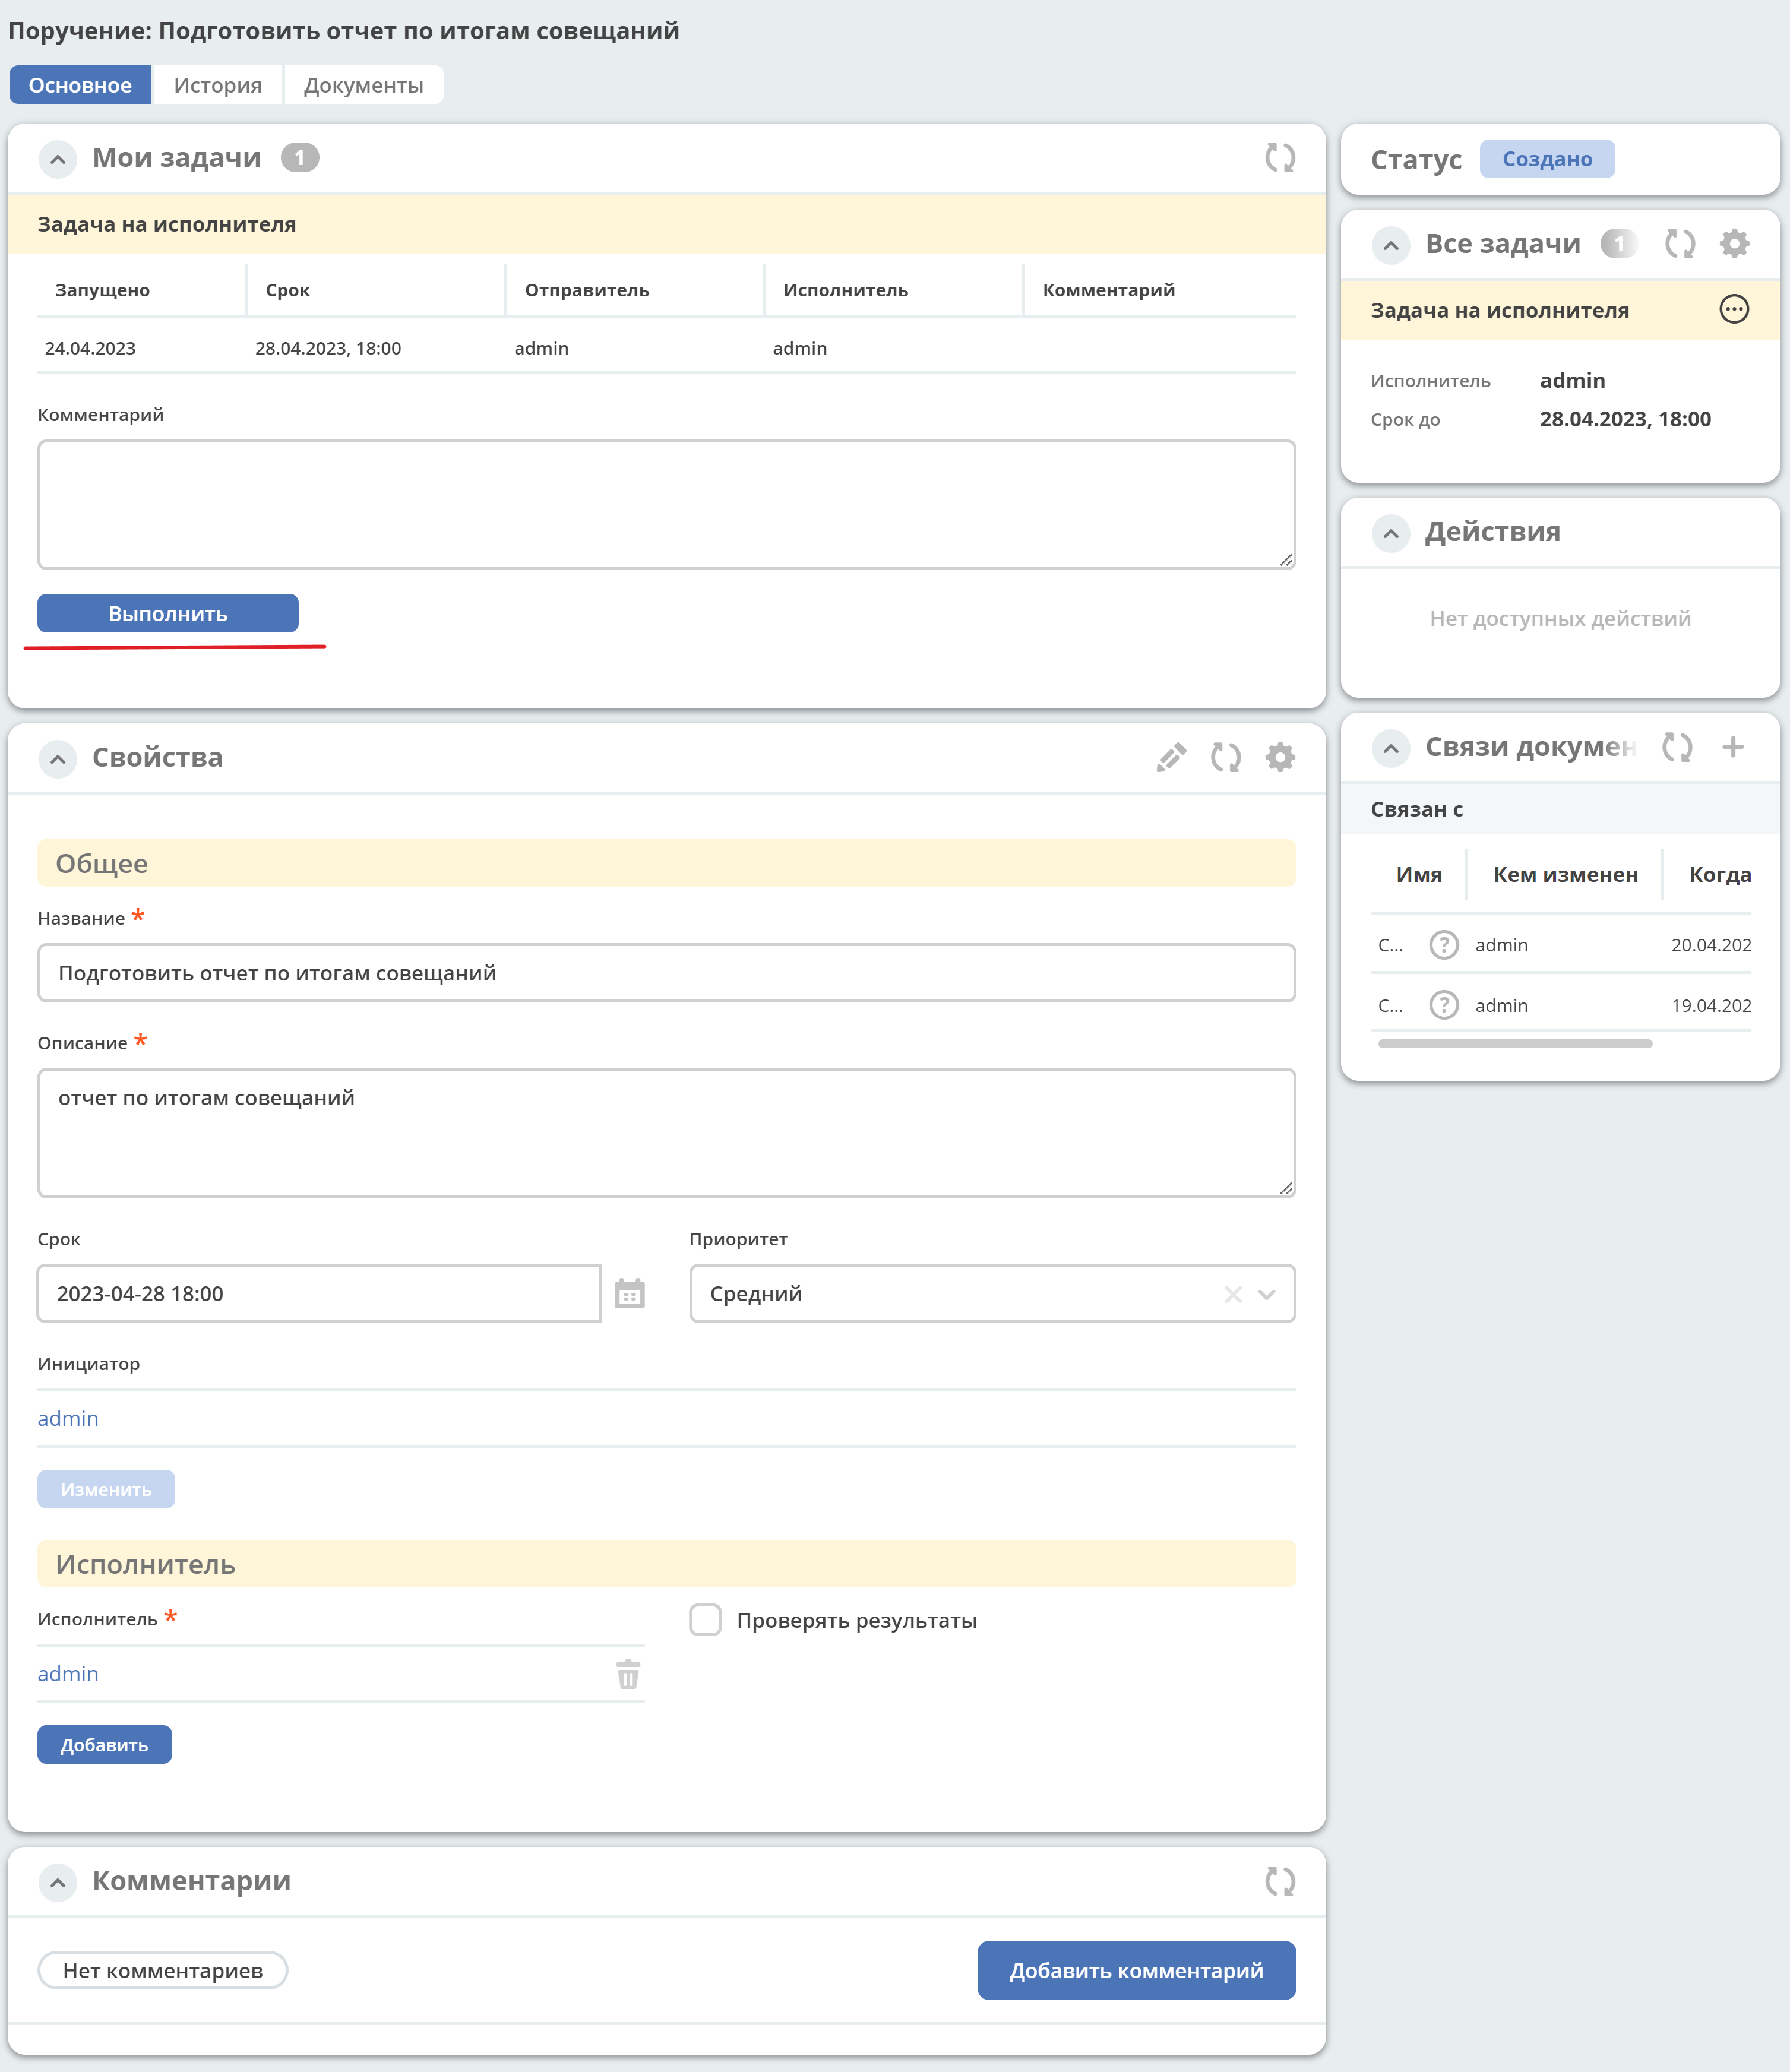 Поручение: Подготовить отчет по итогам совещаний
Основное История Документы
Мои задачи 1
Задача на исполнителя
Запущено Срок Отправитель Исполнитель Комментарий
24.04.2023 28.04.2023, 18:00 admin admin
Комментарий
Выполнить
Свойства
Общее
Название *
Подготовить отчет по итогам совещаний
Описание *
отчет по итогам совещаний
Срок Приоритет
2023-04-28 18:00 Средний
Инициатор
admin
Изменить
Исполнитель
Исполнитель * Проверять результаты
admin
Добавить
Комментарии
Нет комментариев Добавить комментарий
Статус Создано
Все задачи 1
Задача на исполнителя
Исполнитель admin
Срок до 28.04.2023, 18:00
Действия
Нет доступных действий
Связи докумен
Связан с
Имя Кем изменен Когда
С... ? admin 20.04.202
С... ? admin 19.04.202